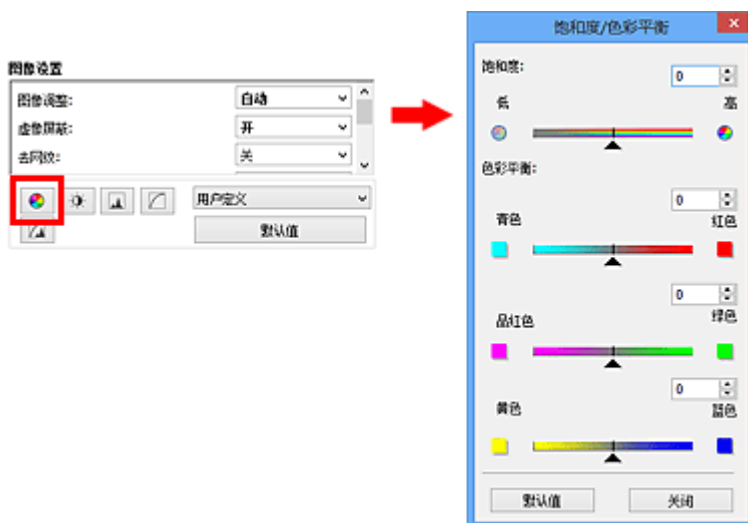 图像设置
图像调整: 自动
虚像屏蔽: 开
去网纹: 关
用户定义
默认值
饱和度/色彩平衡
饱和度: 0
低 高
色彩平衡:
0
青色 红色
0
品红色 绿色
0
黄色 蓝色
默认值 关闭